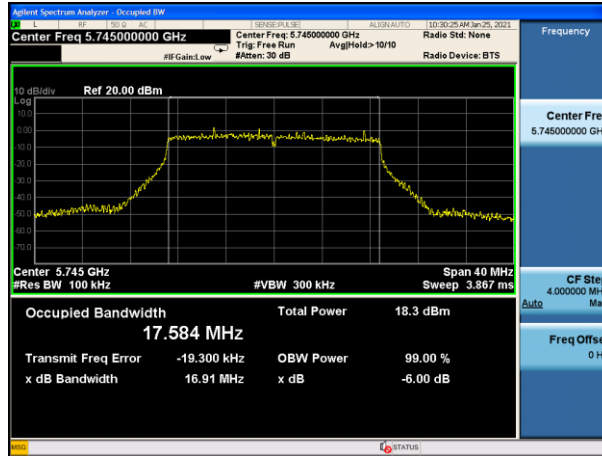 Agilent Spectrum Analyzer - Occupied BW
L RF 50 Ω AC SENSE:PULSE ALIGN AUTO 10:30:25 AM Jan 25, 2021
Center Freq 5.745000000 GHz Center Freq: 5.745000000 GHz Radio Std: None
Trig: Free Run Avg|Hold:>10/10
#IFGain:Low #Atten: 30 dB Radio Device: BTS
Frequency
10 dB/div Ref 20.00 dBm
Log
10.0
0.00
-10.0
-20.0
-30.0
-40.0
-50.0
-60.0
-70.0
Center 5.745 GHz Span 40 MHz
#Res BW 100 kHz #VBW 300 kHz Sweep 3.867 ms
Occupied Bandwidth Total Power 18.3 dBm
17.584 MHz
Transmit Freq Error -19.300 kHz OBW Power 99.00 %
x dB Bandwidth 16.91 MHz x dB -6.00 dB
Center Fre
5.745000000 GH
CF Ste
4.000000 MH
Auto Ma
Freq Offse
0 H
MSG STATUS